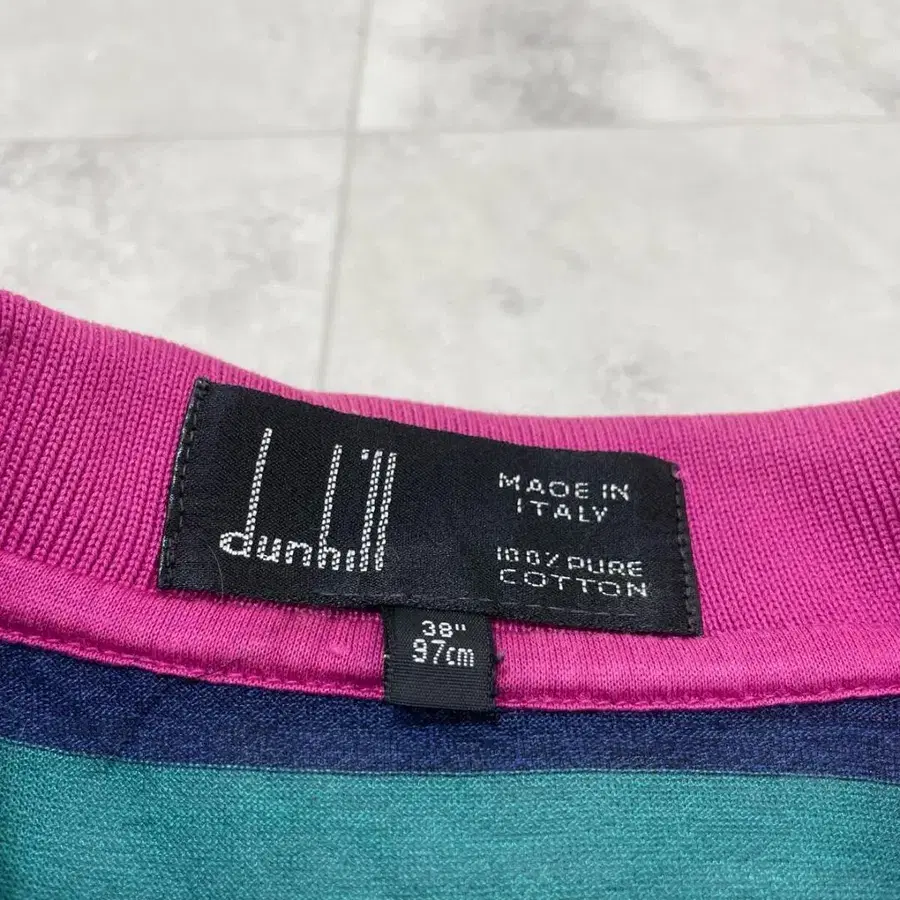 dunhill
MADE IN
ITALY
100% PURE
COTTON
38"
97cm